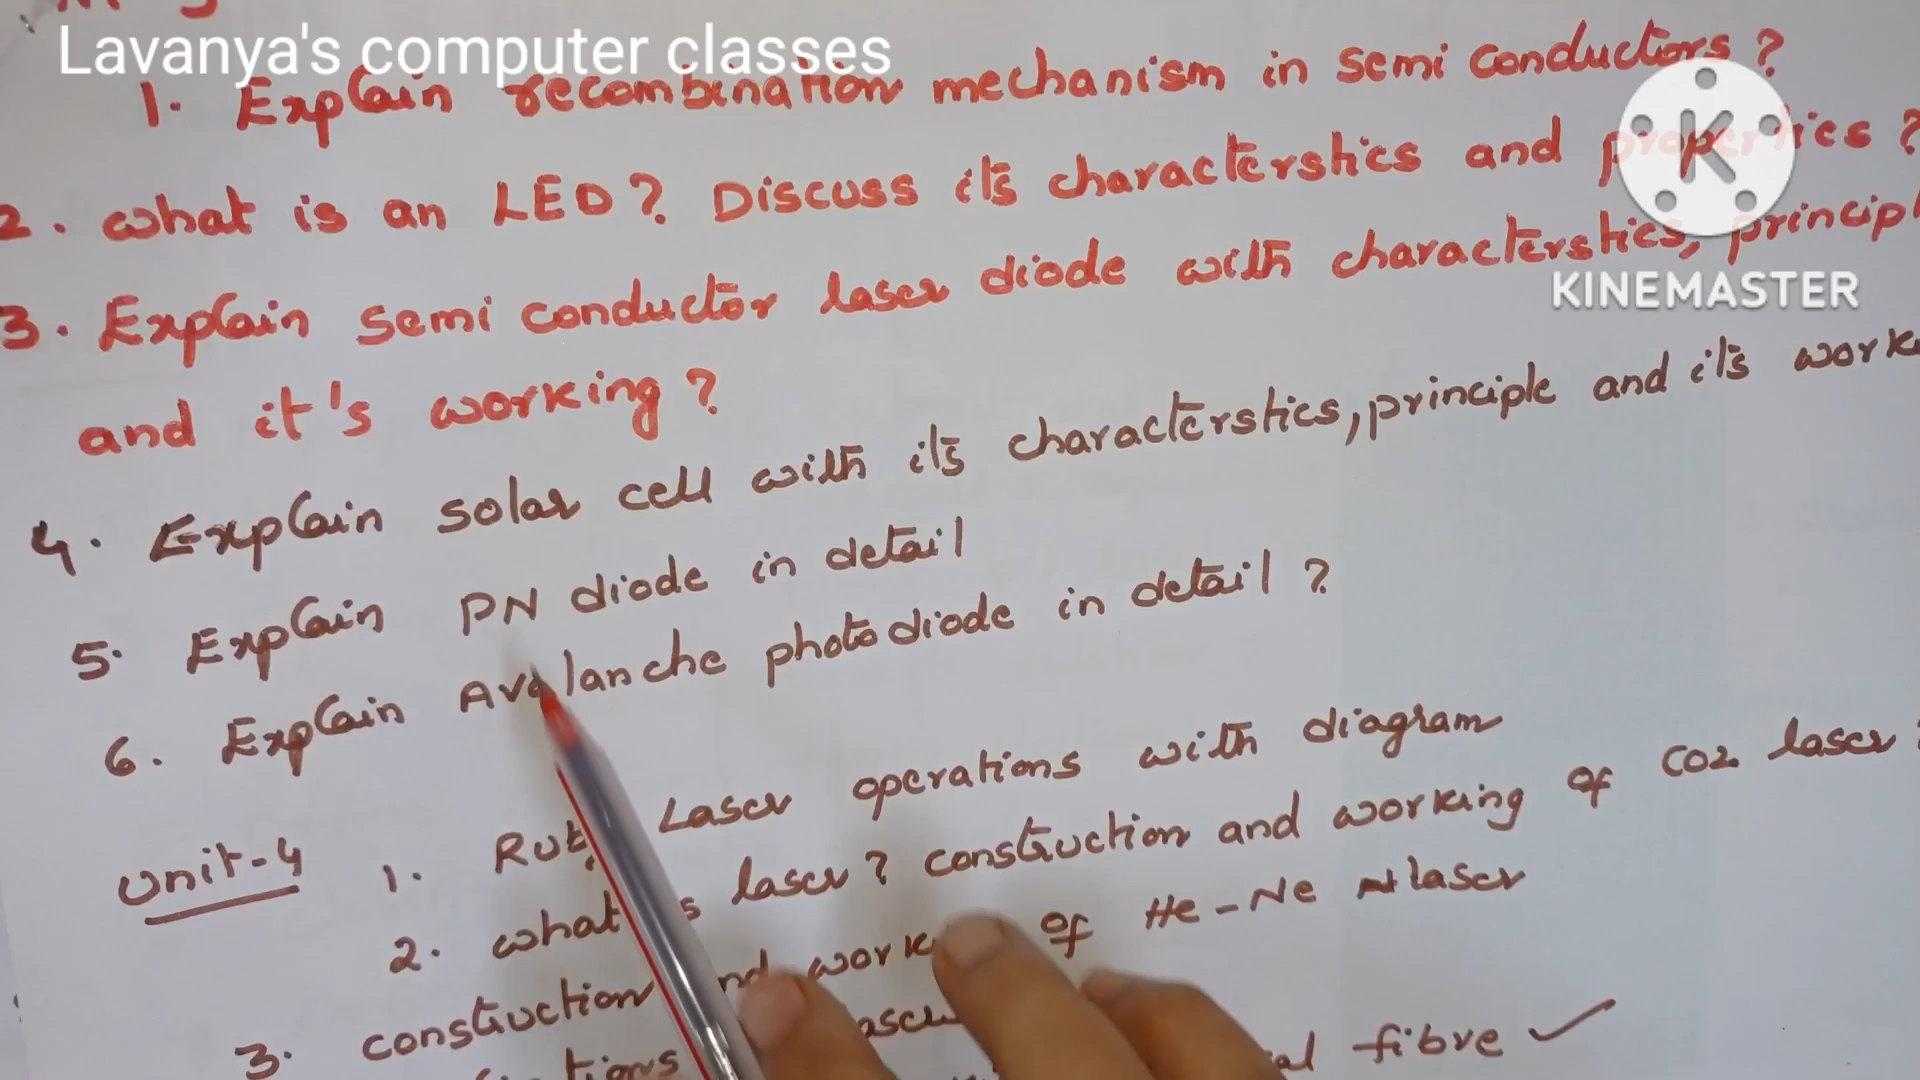 Lavanya's computer classes
1. Explain recombination mechanism in semi conductors?
2. what is an LED? Discuss it's characterstics and properties?
3. Explain semi conductor laser diode with characterstics, principl
and it's working?
KINEMASTER
4. Explain solar cell with it's characterstics, principle and it's work
5. Explain PN diode in detail
6. Explain Avalanche photodiode in detail?
Unit-4
1. Laser operations with diagram
2. what laser? construction and working of CO2 laser?
3. construction of He-Ne laser
fibre